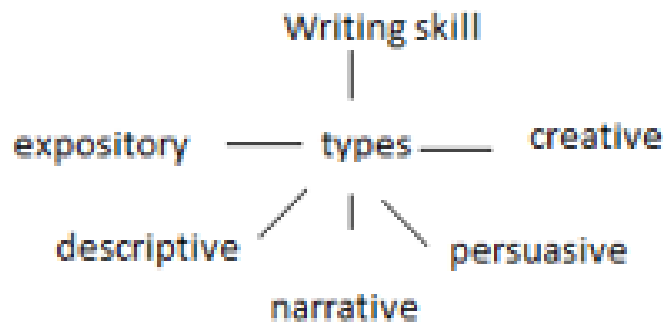 Writing skill
expository types creative
descriptive persuasive
narrative